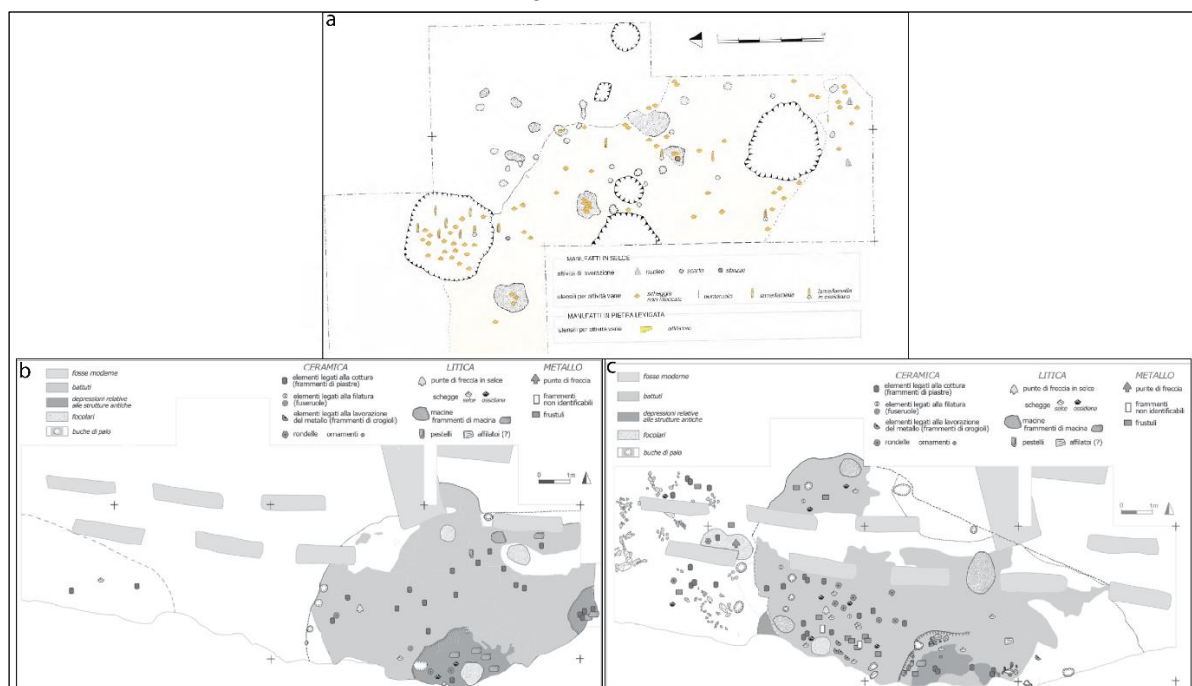 a
MANUFATTI IN SELCE
nucleo
scarto
sbozzo
utensili per attività varie
scheggia non ritoccata
MANUFATTI IN PIETRA LEVIGATA
utensili per attività varie
b
fosse moderne
battuti
depressioni relative
alle strutture antiche
focolari
buche di palo
CERAMICA
elementi legati alla cottura
(frammenti di piastre)
elementi legati alla filatura
(fuseruole)
elementi legati alla lavorazione
del metallo (frammenti di crogioli)
rondelle ornamenti
LITICA
punte di freccia in selce
schegge selce ossidiana
macine
frammenti di macina
pestelli affilatoi (?)
METALLO
punte di freccia
frammenti
non identificabili
frustuli
0 1m
c
fosse moderne
battuti
depressioni relative
alle strutture antiche
focolari
buche di palo
CERAMICA
elementi legati alla cottura
(frammenti di piastre)
elementi legati alla filatura
(fuseruole)
elementi legati alla lavorazione
del metallo (frammenti di crogioli)
rondelle ornamenti
LITICA
punte di freccia in selce
schegge selce ossidiana
macine
frammenti di macina
pestelli affilatoi (?)
METALLO
punte di freccia
frammenti
non identificabili
frustuli
0 1m